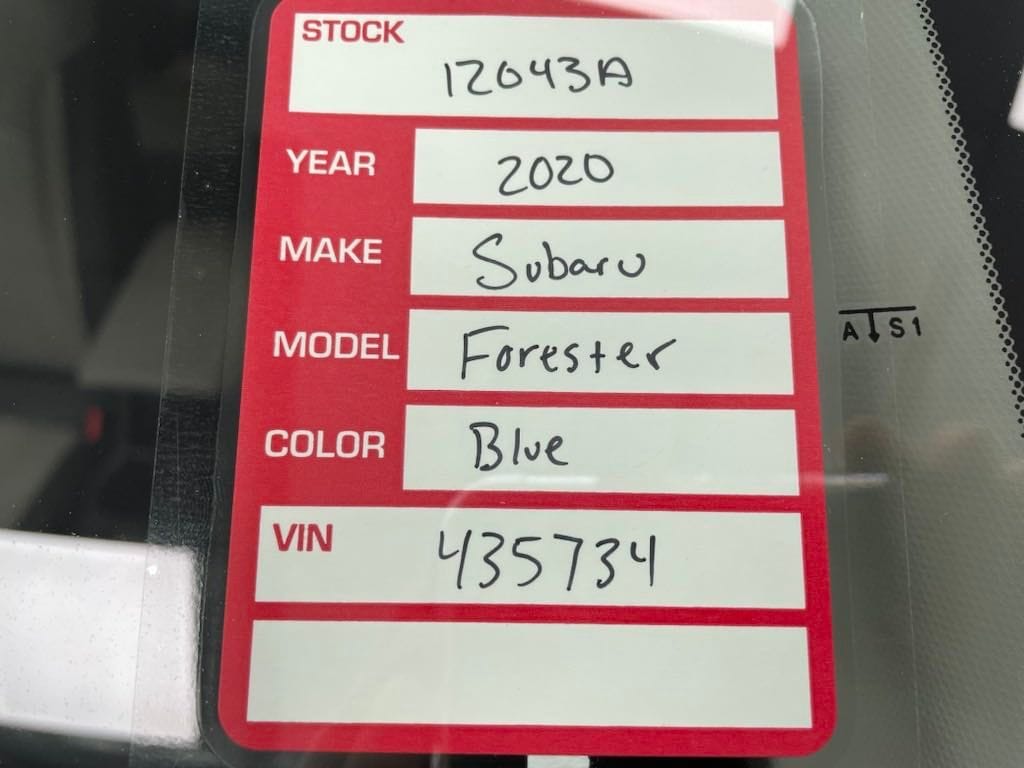 STOCK
12043A
YEAR 2020
MAKE Subaru
MODEL Forester
COLOR Blue
VIN 435734
A S1